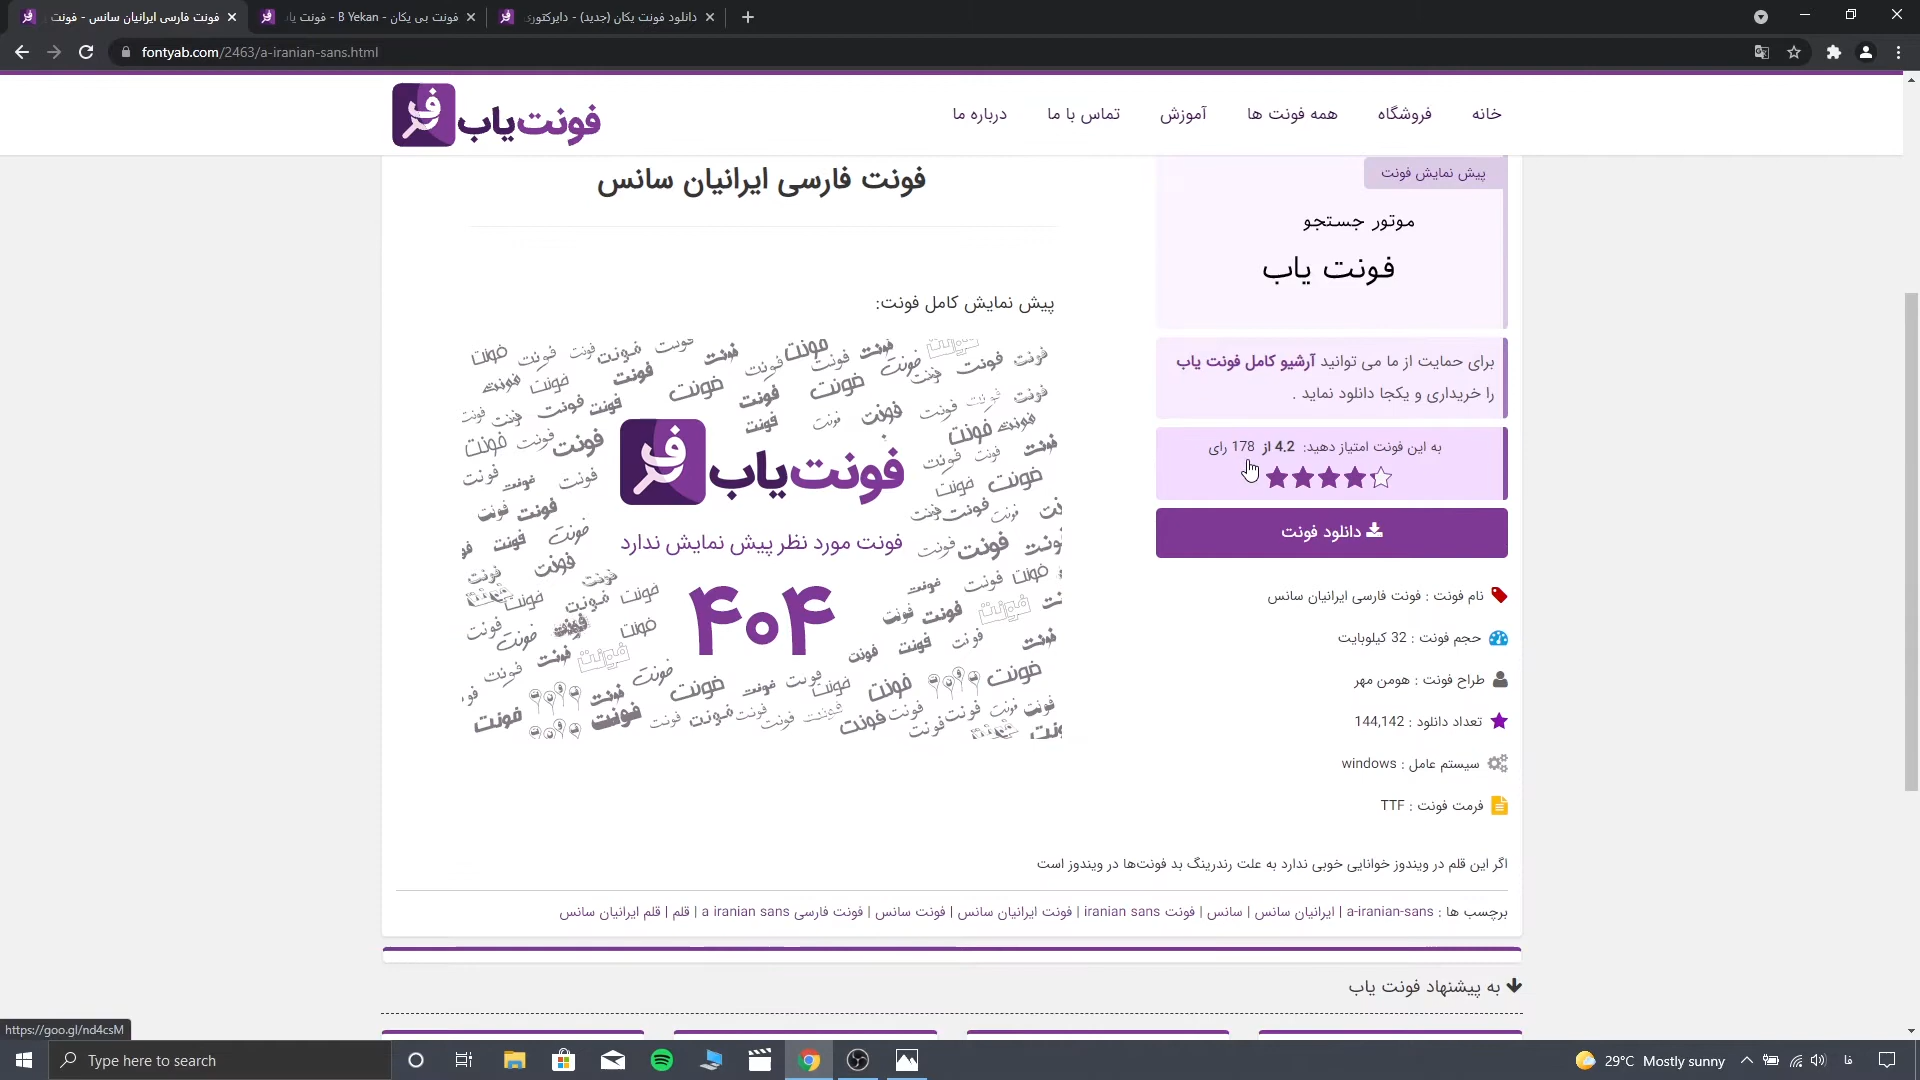 فونت فارسی ایرانیان سانس - فونت
فونت بی یکان - B Yekan - فونت یا
دانلود فونت یکان (جدید) - دایرکتوری
fontyab.com/2463/a-iranian-sans.html
فونت‌یاب
خانه
فروشگاه
همه فونت ها
آموزش
تماس با ما
درباره ما
فونت فارسی ایرانیان سانس
پیش نمایش کامل فونت:
فونت‌یاب
فونت مورد نظر پیش نمایش ندارد
۴۰۴
پیش نمایش فونت
موتور جستجو
فونت یاب
برای حمایت از ما می توانید آرشیو کامل فونت یاب
را خریداری و یکجا دانلود نماید .
به این فونت امتیاز دهید: 4.2 از 178 رای
دانلود فونت
نام فونت : فونت فارسی ایرانیان سانس
حجم فونت : 32 کیلوبایت
طراح فونت : هومن مهر
تعداد دانلود : 144,142
سیستم عامل : windows
فرمت فونت : TTF
اگر این قلم در ویندوز خوانایی خوبی ندارد به علت رندرینگ بد فونت‌ها در ویندوز است
برچسب ها : a-iranian-sans | ایرانیان سانس | سانس | فونت iranian sans | فونت ایرانیان سانس | فونت سانس | فونت فارسی a iranian sans | قلم | قلم ایرانیان سانس
به پیشنهاد فونت یاب
https://goo.gl/nd4csM
Type here to search
29°C Mostly sunny
فا